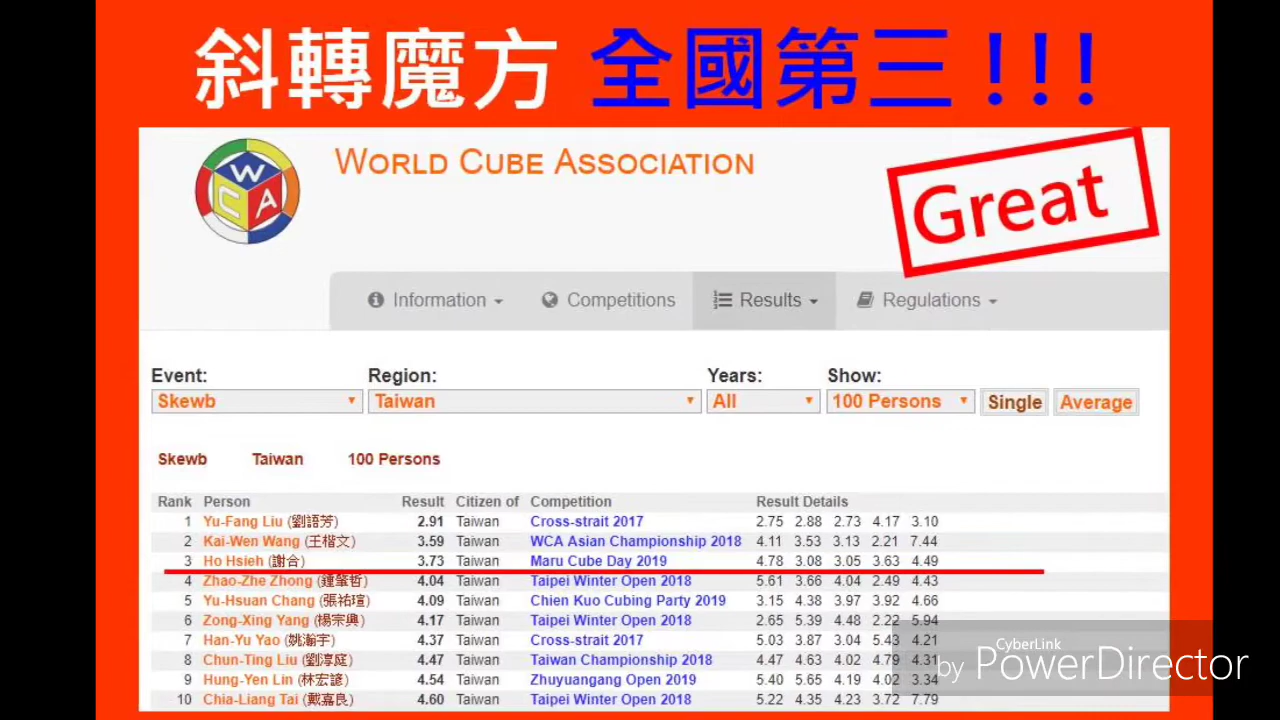 斜轉魔方 全國第三!!!
WCA
WORLD CUBE ASSOCIATION
Great
Information
Competitions
Results
Regulations
Event:
Region:
Years:
Show:
Skewb
Taiwan
All
100 Persons
Single
Average
Skewb Taiwan 100 Persons
Rank Person Result Citizen of Competition Result Details
1 Yu-Fang Liu (劉語芳) 2.91 Taiwan Cross-strait 2017 2.75 2.88 2.73 4.17 3.10
2 Kai-Wen Wang (王楷文) 3.59 Taiwan WCA Asian Championship 2018 4.11 3.53 3.13 2.21 7.44
3 Ho Hsieh (謝合) 3.73 Taiwan Maru Cube Day 2019 4.78 3.08 3.05 3.63 4.49
4 Zhao-Zhe Zhong (鍾肇哲) 4.04 Taiwan Taipei Winter Open 2018 5.61 3.66 4.04 2.49 4.43
5 Yu-Hsuan Chang (張祐瑄) 4.09 Taiwan Chien Kuo Cubing Party 2019 3.15 4.38 3.97 3.92 4.66
6 Zong-Xing Yang (楊宗興) 4.17 Taiwan Taipei Winter Open 2018 2.65 5.39 4.48 2.22 5.94
7 Han-Yu Yao (姚瀚宇) 4.37 Taiwan Cross-strait 2017 5.03 3.87 3.04 5.43 4.21
8 Chun-Ting Liu (劉淳庭) 4.47 Taiwan Taiwan Championship 2018 4.47 4.63 4.02 4.79 4.31
9 Hung-Yen Lin (林宏諺) 4.54 Taiwan Zhuyuangang Open 2019 5.40 5.65 4.19 4.02 3.34
10 Chia-Liang Tai (戴嘉良) 4.60 Taiwan Taipei Winter Open 2018 5.22 4.35 4.23 3.72 7.79
CyberLink
by PowerDirector